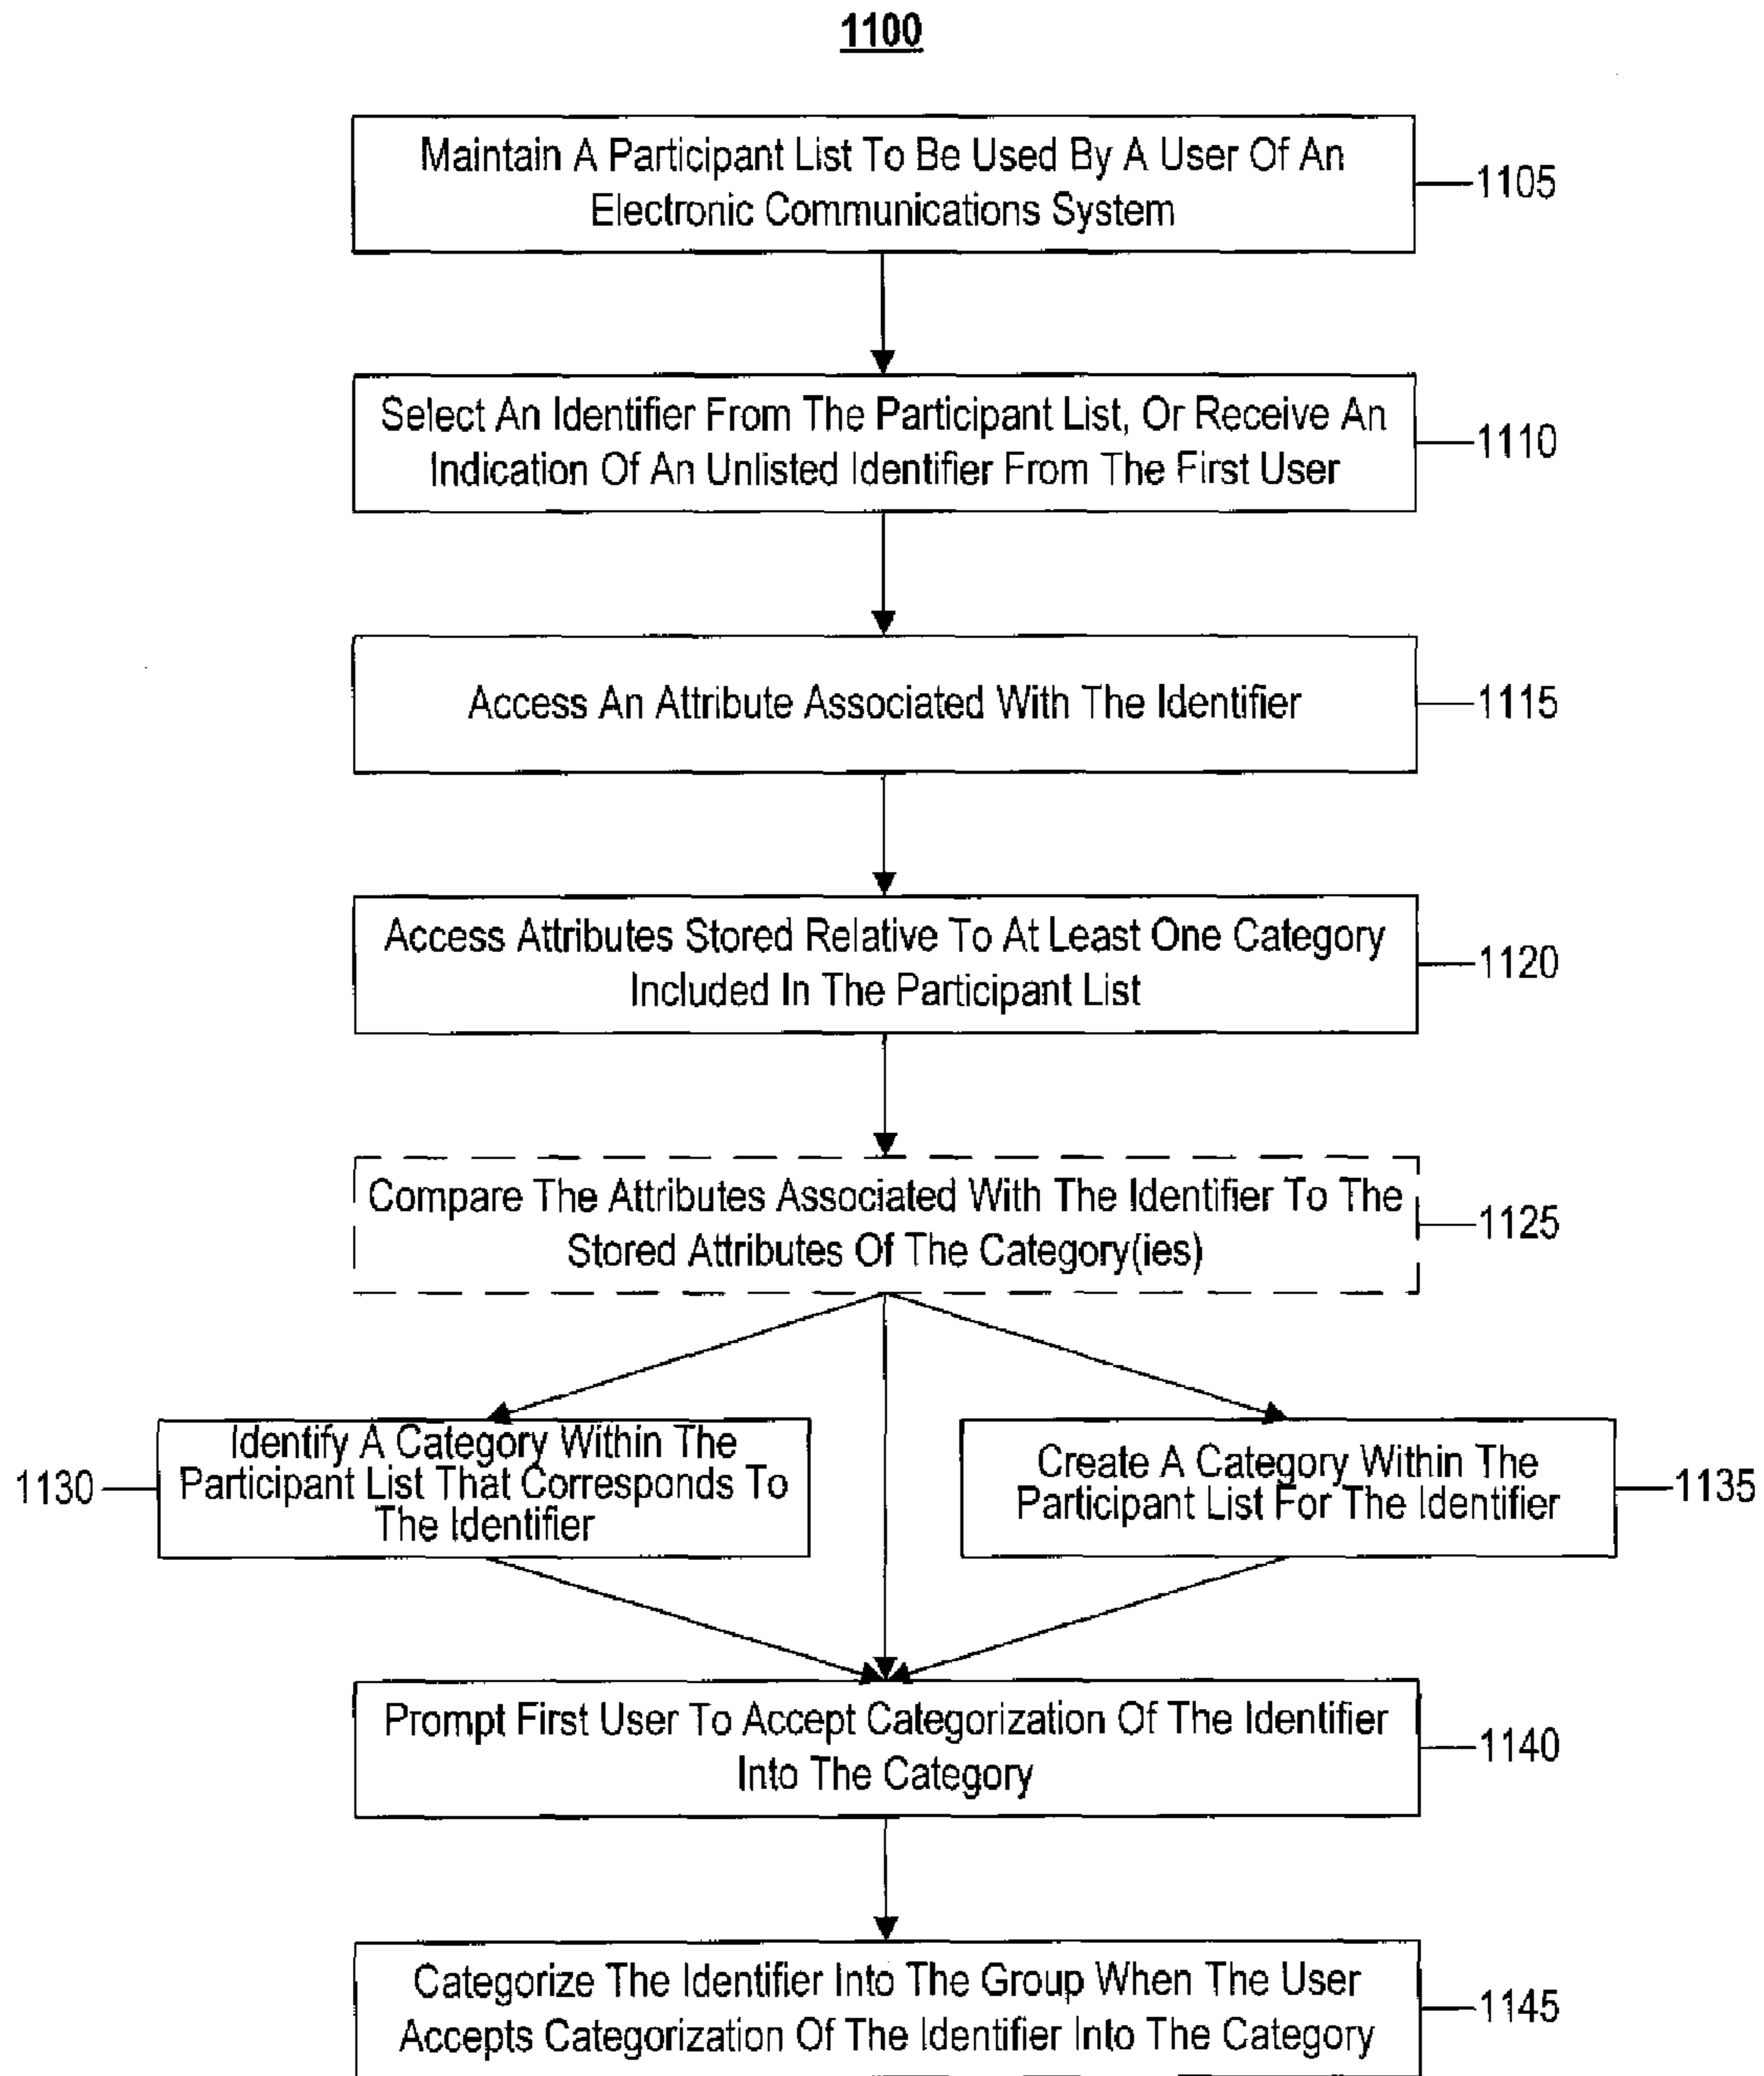 1100
Maintain A Participant List To Be Used By A User Of An
Electronic Communications System
1105
Select An Identifier From The Participant List, Or Receive An
Indication Of An Unlisted Identifier From The First User
1110
Access An Attribute Associated With The Identifier
1115
Access Attributes Stored Relative To At Least One Category
Included In The Participant List
1120
Compare The Attributes Associated With The Identifier To The
Stored Attributes Of The Category(ies)
1125
1130
Identify A Category Within The
Participant List That Corresponds To
The Identifier
Create A Category Within The
Participant List For The Identifier
1135
Prompt First User To Accept Categorization Of The Identifier
Into The Category
1140
Categorize The Identifier Into The Group When The User
Accepts Categorization Of The Identifier Into The Category
1145